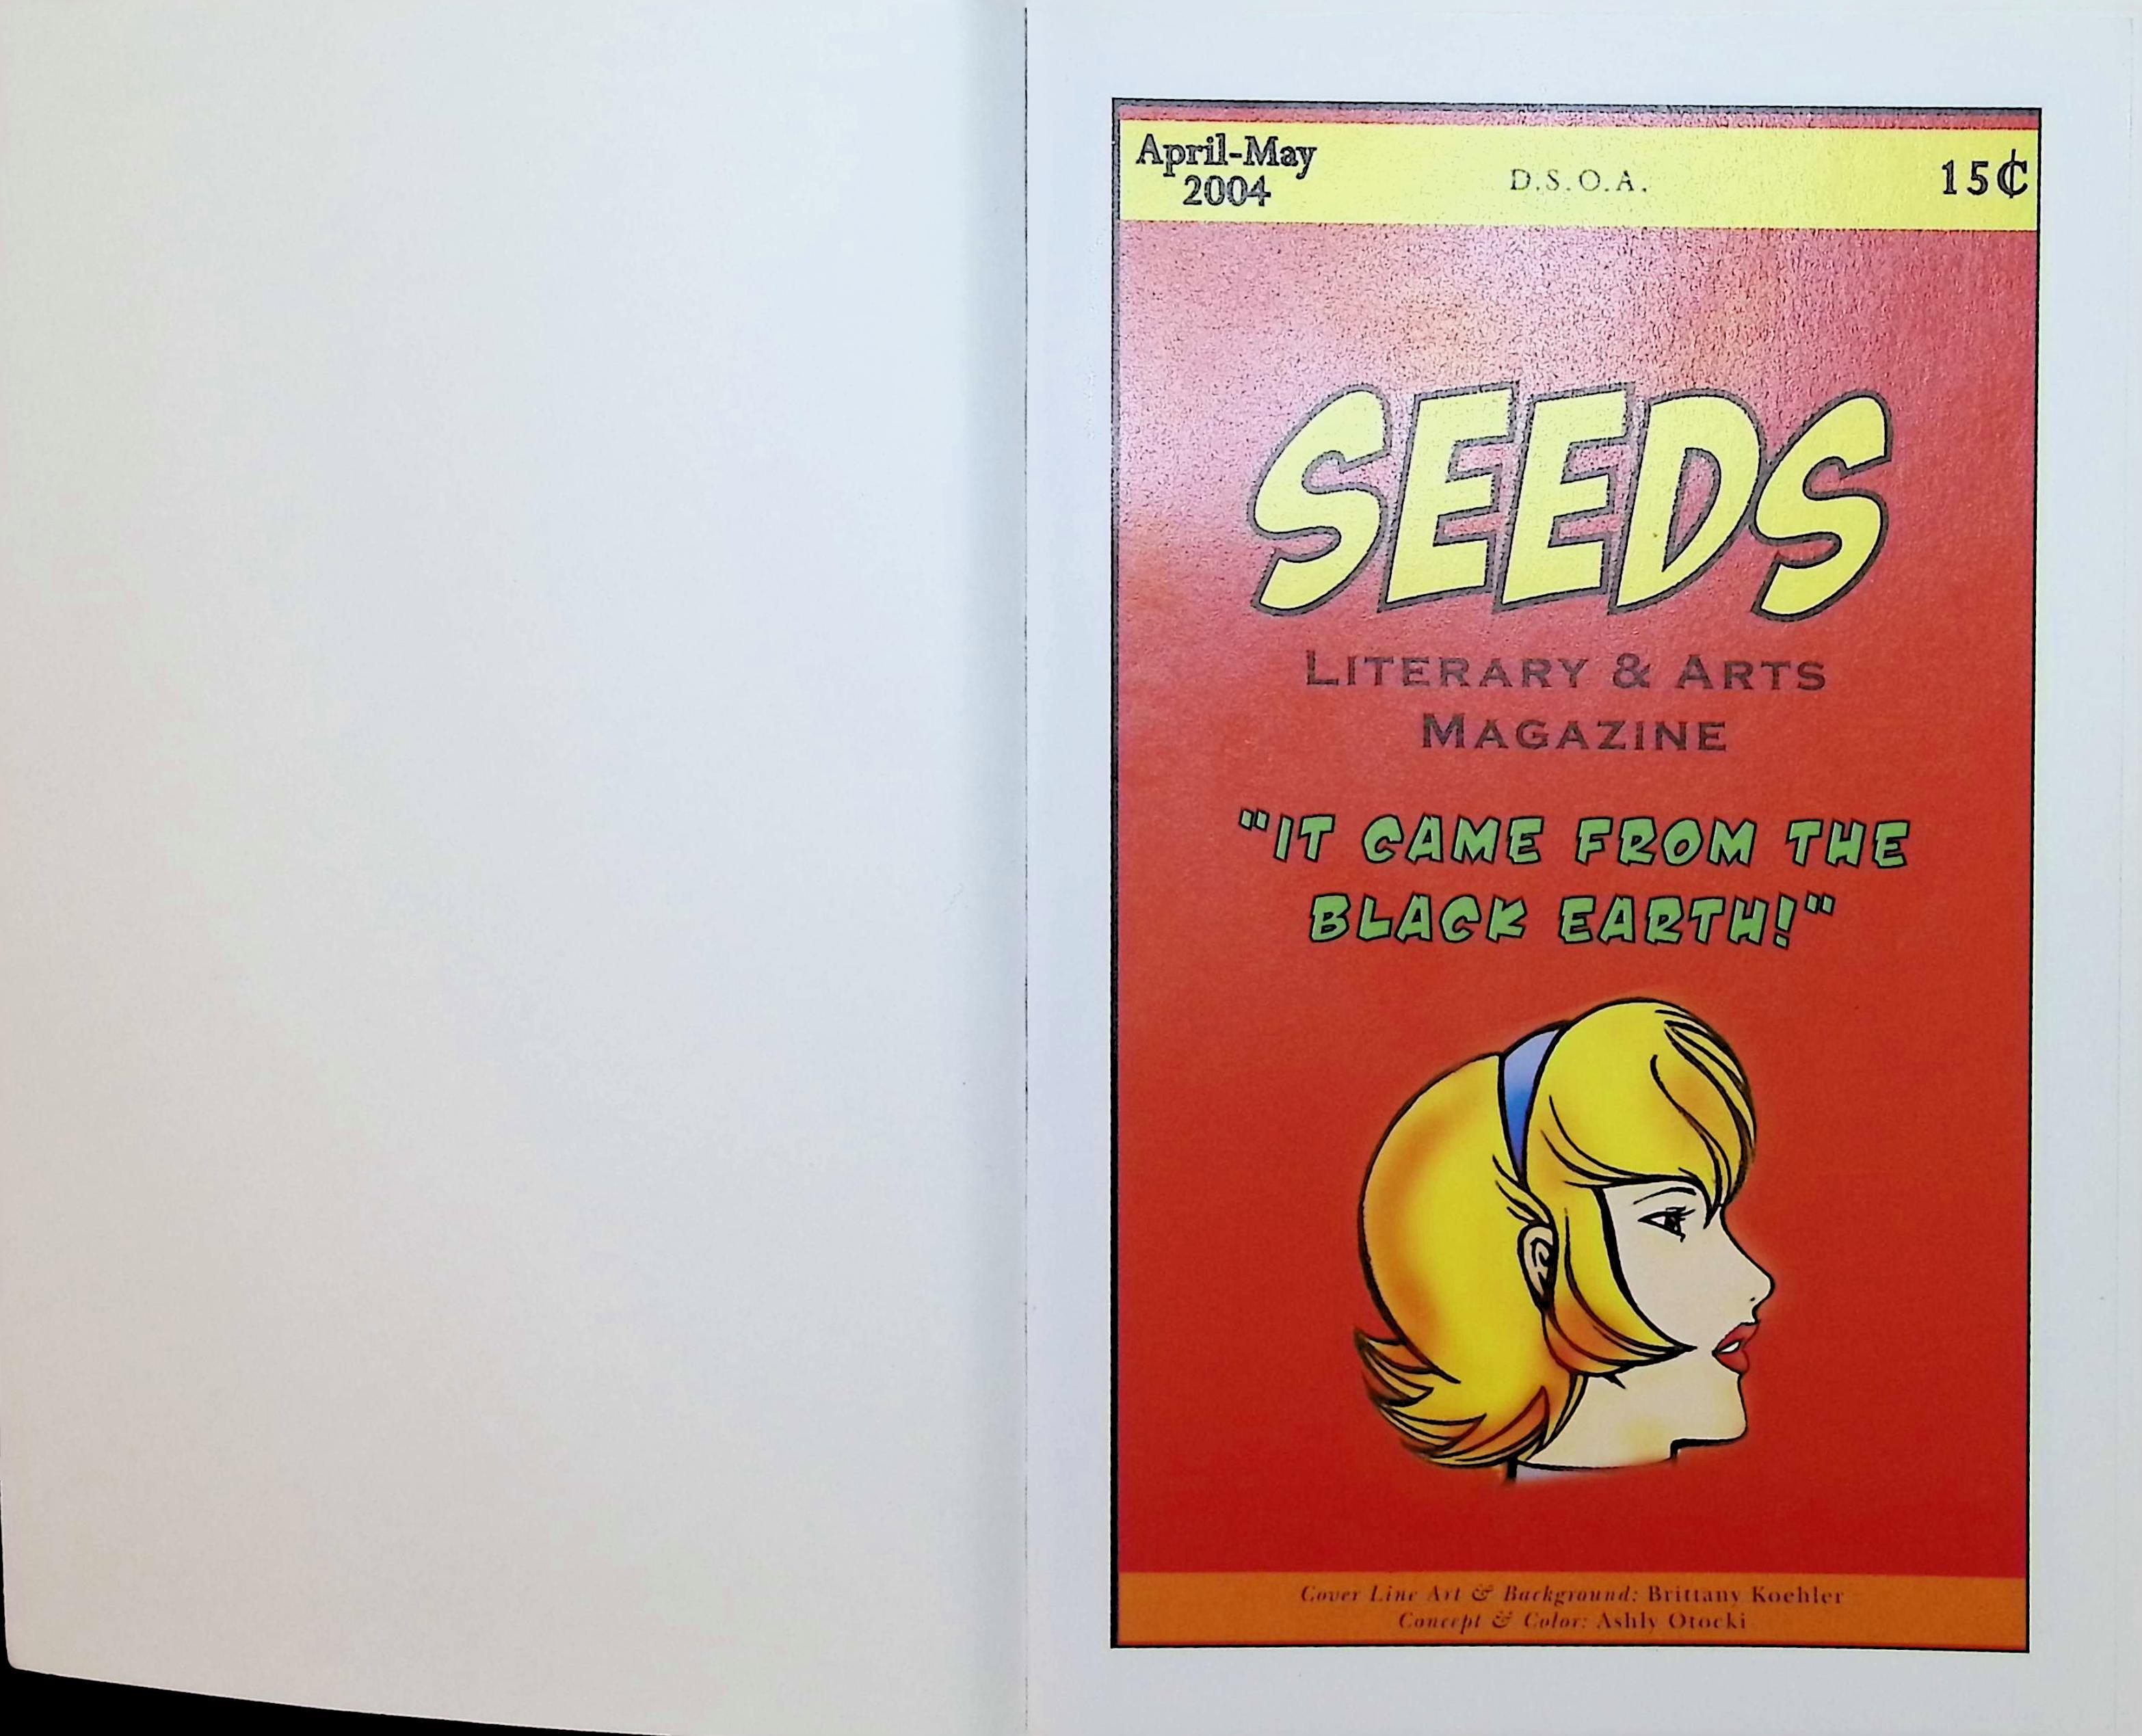 April-May
2004
D.S.O.A.
15¢
SEEDS
LITERARY & ARTS
MAGAZINE
"IT CAME FROM THE
BLACK EARTH!"
Cover Line Art & Background: Brittany Koehler
Concept & Color: Ashly Otocki